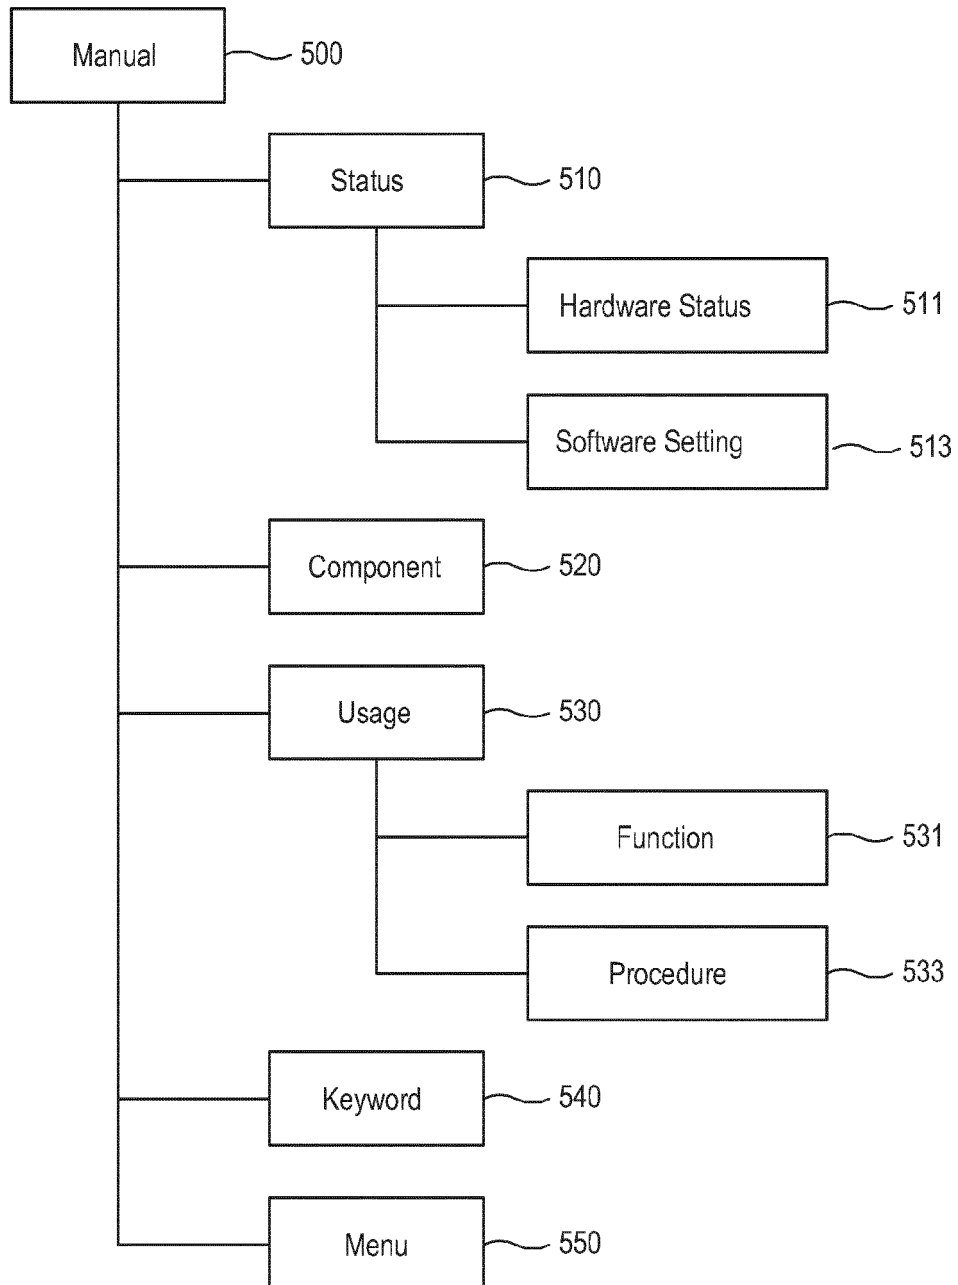 Manual 500
Status 510
Hardware Status 511
Software Setting 513
Component 520
Usage 530
Function 531
Procedure 533
Keyword 540
Menu 550